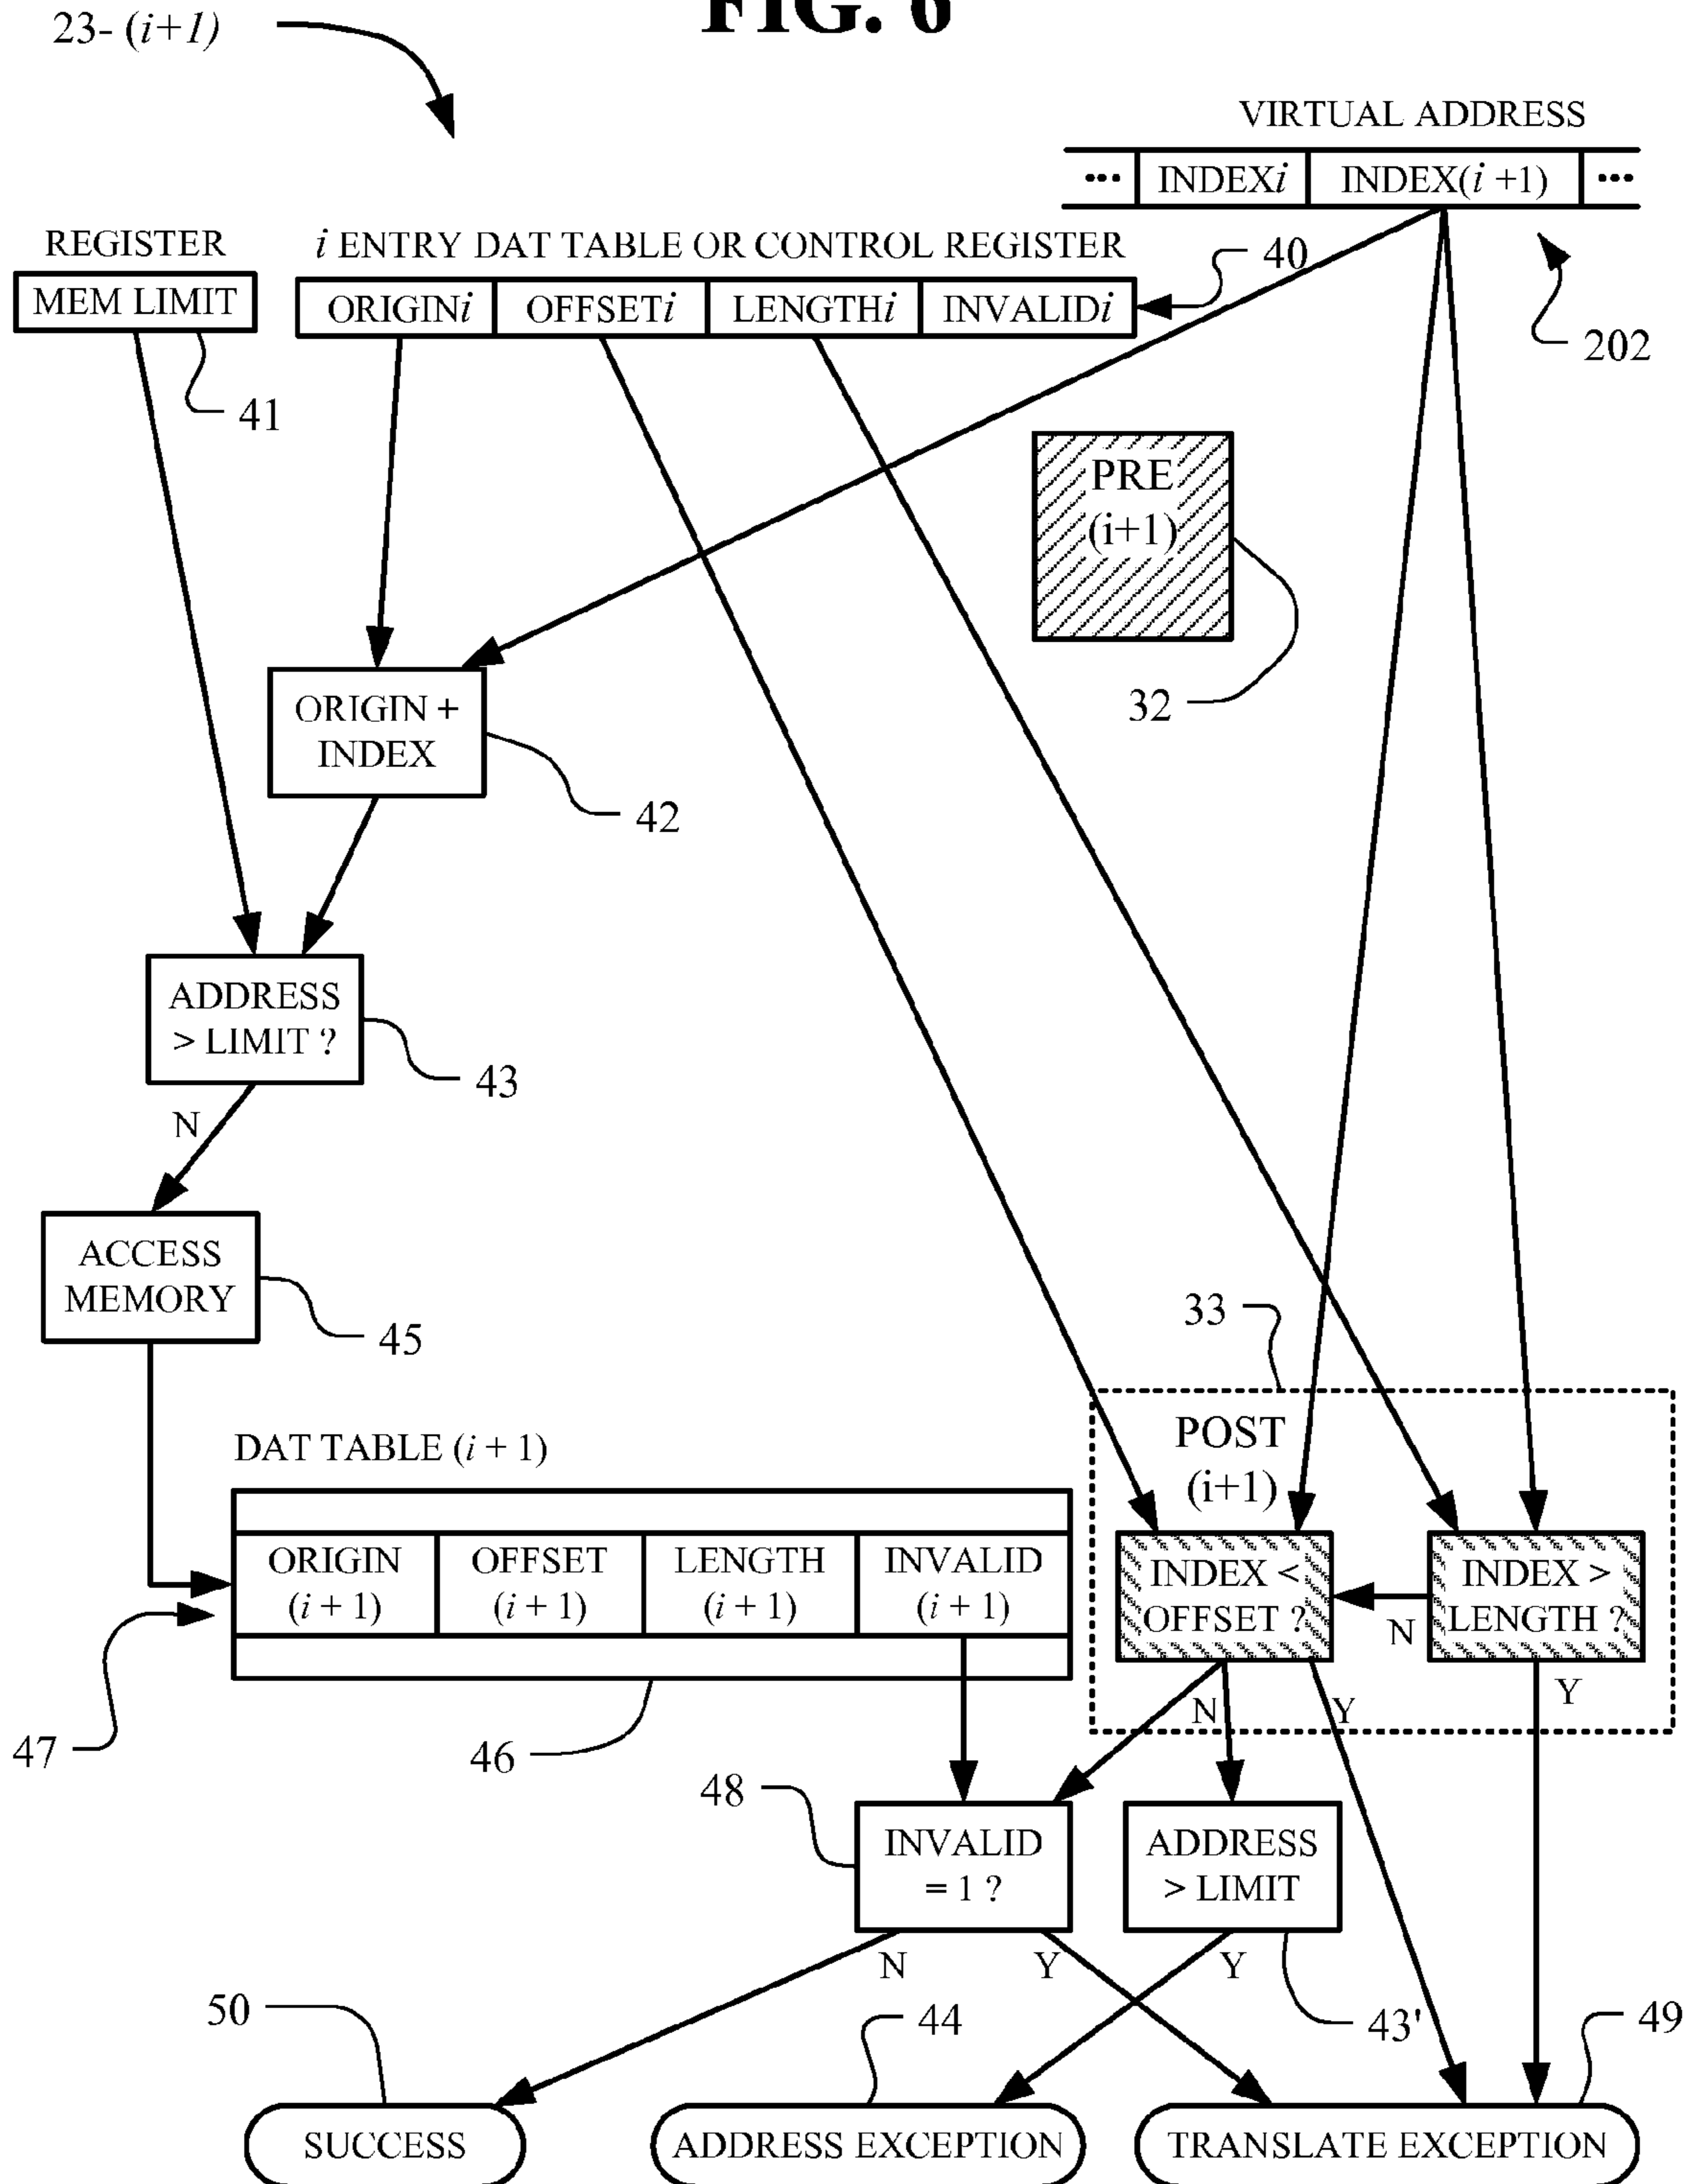 FIG. 6
23- (i+1)
VIRTUAL ADDRESS
... INDEXi INDEX(i +1) ...
REGISTER
i ENTRY DAT TABLE OR CONTROL REGISTER
40
MEM LIMIT
ORIGINi OFFSETi LENGTHi INVALIDi
202
41
PRE
(i+1)
32
ORIGIN +
INDEX
42
ADDRESS
> LIMIT ?
43
N
ACCESS
MEMORY
45
33
POST
(i+1)
DAT TABLE (i + 1)
ORIGIN
(i + 1)
OFFSET
(i + 1)
LENGTH
(i + 1)
INVALID
(i + 1)
INDEX <
OFFSET ?
N
INDEX >
LENGTH ?
47
46
N
Y
Y
48
INVALID
= 1 ?
ADDRESS
> LIMIT
N
Y
Y
50
44
43'
49
SUCCESS
ADDRESS EXCEPTION
TRANSLATE EXCEPTION